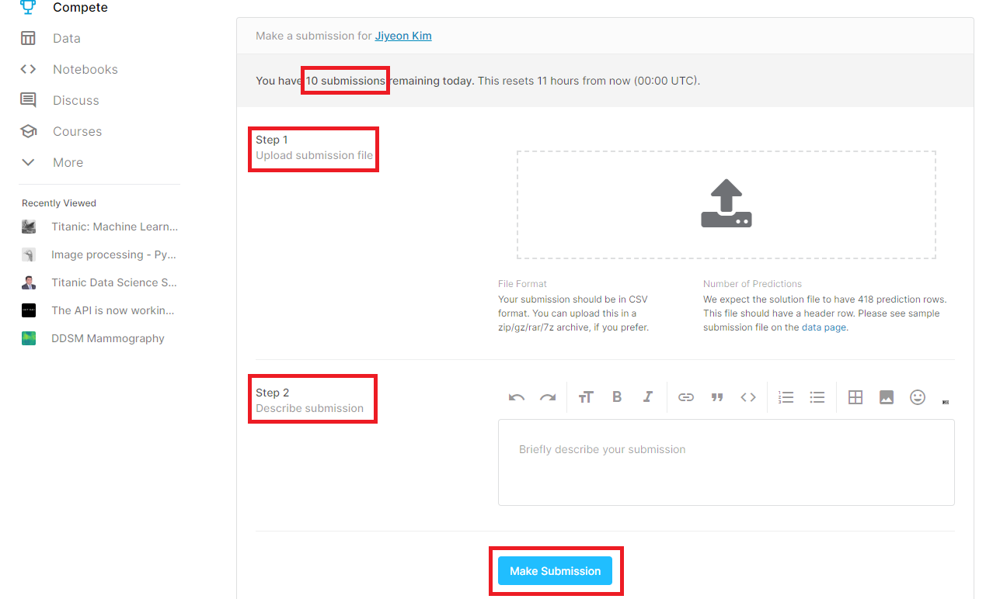 Compete
Data
Notebooks
Discuss
Courses
More
Recently Viewed
Titanic: Machine Learn...
Image processing - Py...
Titanic Data Science S...
The API is now workin...
DDSM Mammography
Make a submission for Jiyeon Kim
You have 10 submissions remaining today. This resets 11 hours from now (00:00 UTC).
Step 1
Upload submission file
File Format
Your submission should be in CSV
format. You can upload this in a
zip/gz/rar/7z archive, if you prefer.
Number of Predictions
We expect the solution file to have 418 prediction rows.
This file should have a header row. Please see sample
submission file on the data page.
Step 2
Describe submission
Briefly describe your submission
Make Submission